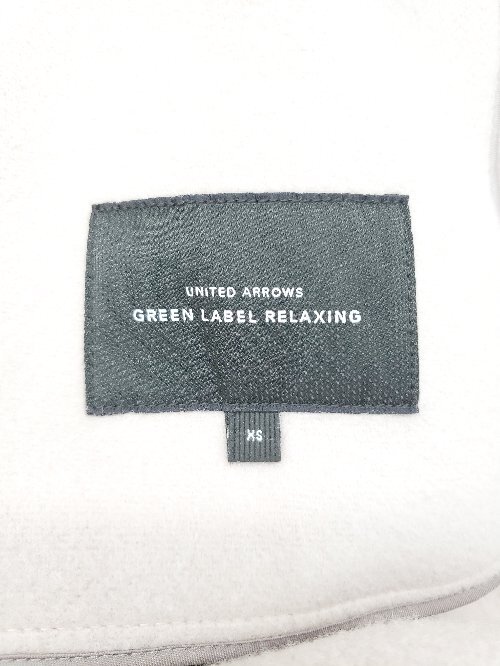 UNITED ARROWS
GREEN LABEL RELAXING
XS